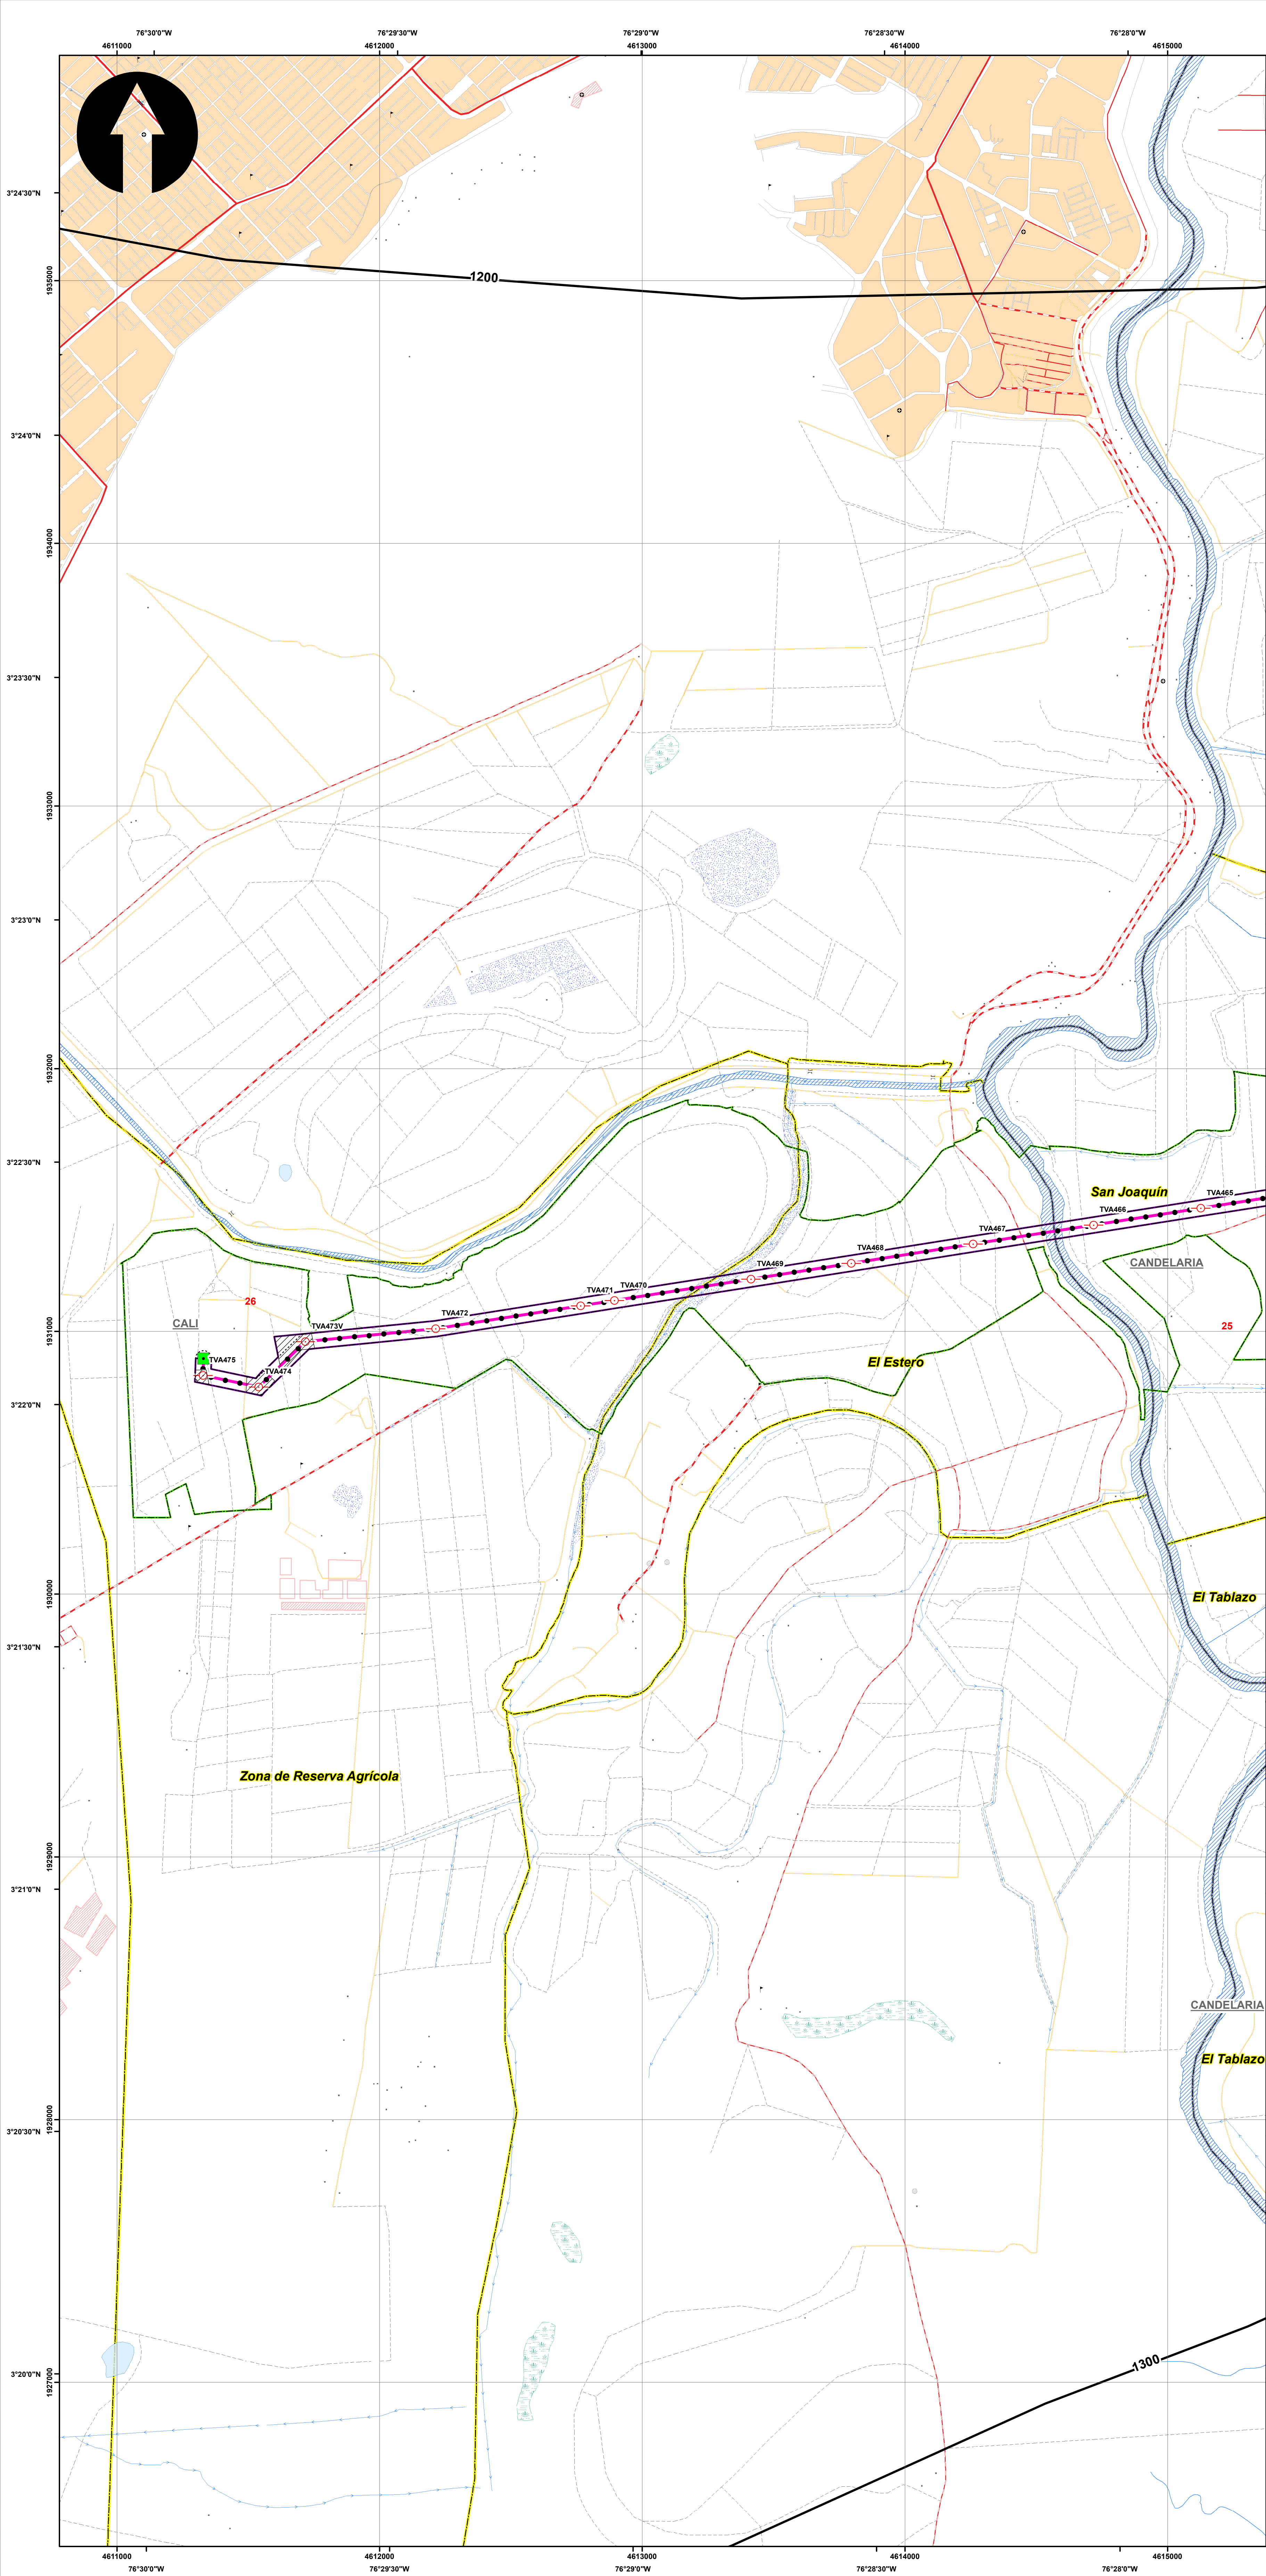 76°30'0"W 76°29'30"W 76°29'0"W 76°28'30"W 76°28'0"W
4611000 4612000 4613000 4614000 4615000
3°24'30"N
1200
1935000
3°24'0"N
1934000
3°23'30"N
1933000
3°23'0"N
1932000
3°22'30"N
San Joaquín
TVA465
TVA466
TVA467
TVA468
CANDELARIA
TVA469
TVA470
TVA471
26
TVA472
CALI
TVA473V
25
1931000
TVA475
El Estero
TVA474
3°22'0"N
1930000
El Tablazo
3°21'30"N
Zona de Reserva Agrícola
1929000
3°21'0"N
CANDELARIA
El Tablazo
1928000
3°20'30"N
1300
3°20'0"N
1927000
4611000 4612000 4613000 4614000 4615000
76°30'0"W 76°29'30"W 76°29'0"W 76°28'30"W 76°28'0"W